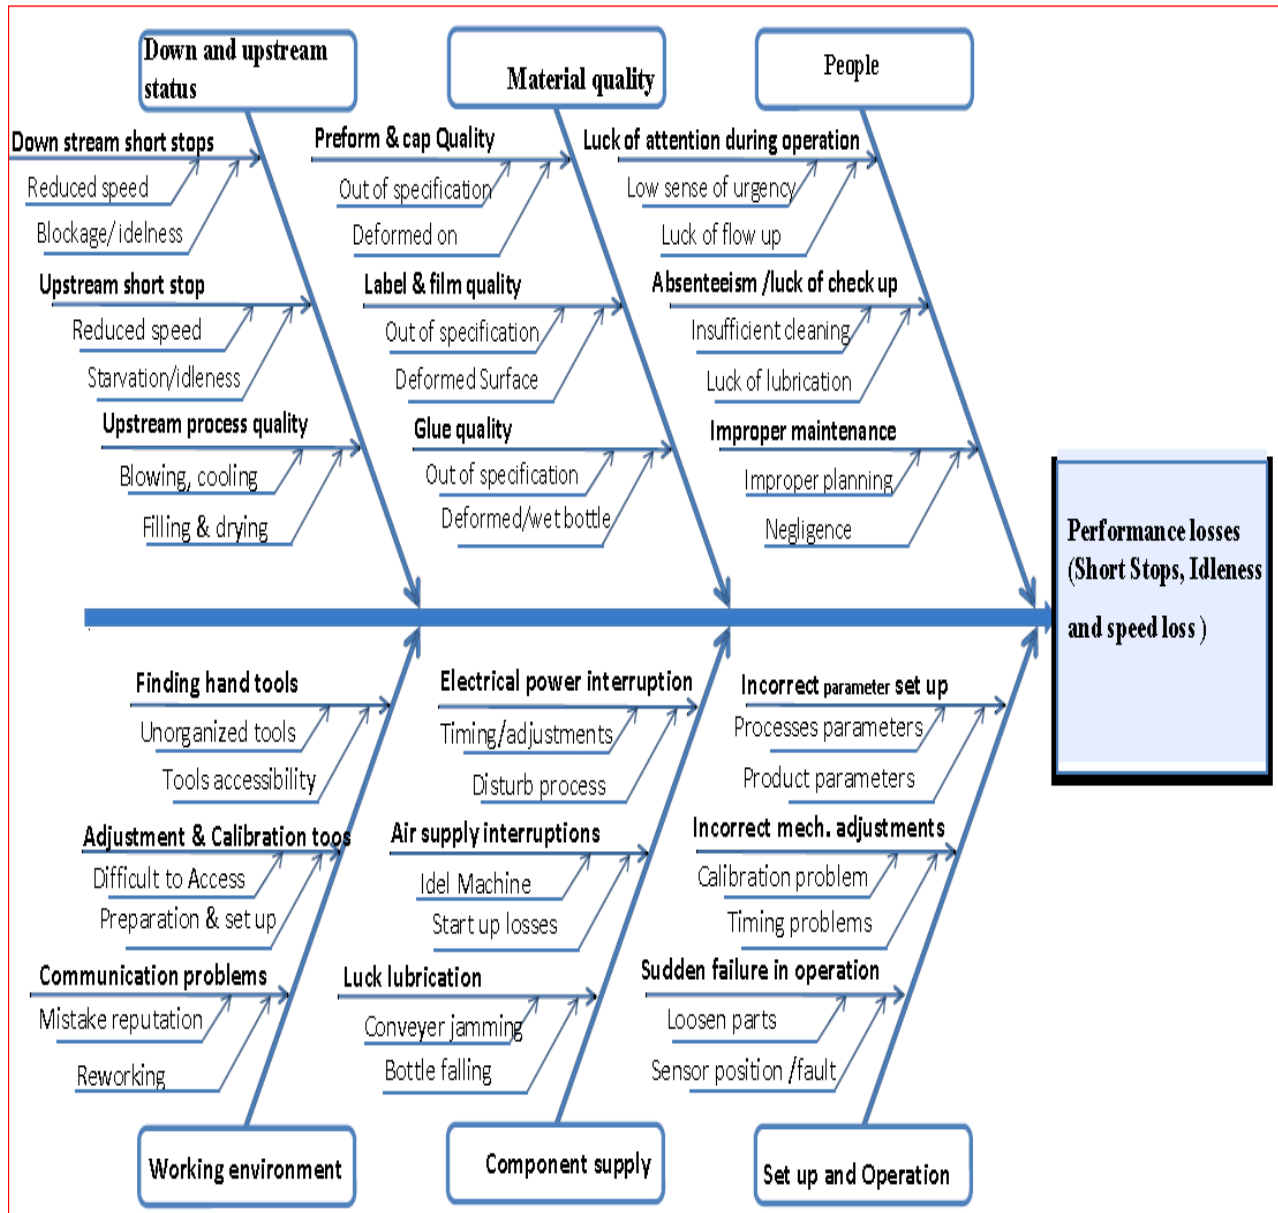 Down and upstream
status
Material quality
People
Down stream short stops
Reduced speed
Blockage/ idelness
Upstream short stop
Reduced speed
Starvation/idleness
Upstream process quality
Blowing, cooling
Filling & drying
Preform & cap Quality
Out of specification
Deformed on
Label & film quality
Out of specification
Deformed Surface
Glue quality
Out of specification
Deformed/wet bottle
Luck of attention during operation
Low sense of urgency
Luck of flow up
Absenteeism /luck of check up
Insufficient cleaning
Luck of lubrication
Improper maintenance
Improper planning
Negligence
Performance losses
(Short Stops, Idleness
and speed loss )
Finding hand tools
Unorganized tools
Tools accessibility
Adjustment & Calibration toos
Difficult to Access
Preparation & set up
Communication problems
Mistake reputation
Reworking
Electrical power interruption
Timing/adjustments
Disturb process
Air supply interruptions
Idel Machine
Start up losses
Luck lubrication
Conveyer jamming
Bottle falling
Incorrect parameter set up
Processes parameters
Product parameters
Incorrect mech. adjustments
Calibration problem
Timing problems
Sudden failure in operation
Loosen parts
Sensor position /fault
Working environment
Component supply
Set up and Operation